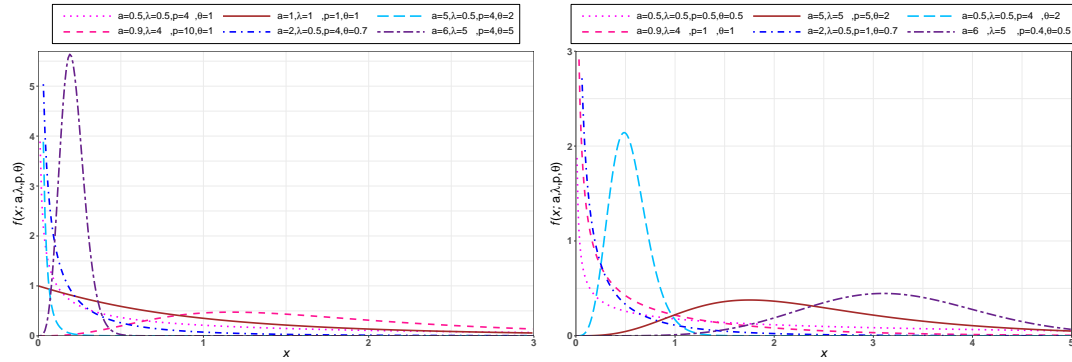 a=0.5,λ=0.5,p=4 ,θ=1 a=1,λ=1 ,p=1,θ=1 a=5,λ=0.5,p=4,θ=2
a=0.9,λ=4 ,p=10,θ=1 a=2,λ=0.5,p=4,θ=0.7 a=6,λ=5 ,p=4,θ=5
f(x; a,λ,p,θ)
5
4
3
2
1
0
0 1 2 3
x
a=0.5,λ=0.5,p=0.5,θ=0.5 a=5,λ=5 ,p=5,θ=5 a=0.5,λ=0.5,p=4 ,θ=2
a=0.9,λ=4 ,p=1 ,θ=1 a=2,λ=0.5,p=1,θ=0.7 a=6 ,λ=5 ,p=0.4,θ=0.5
f(x; a,λ,p,θ)
3
2
1
0
0 1 2 3 4 5
x